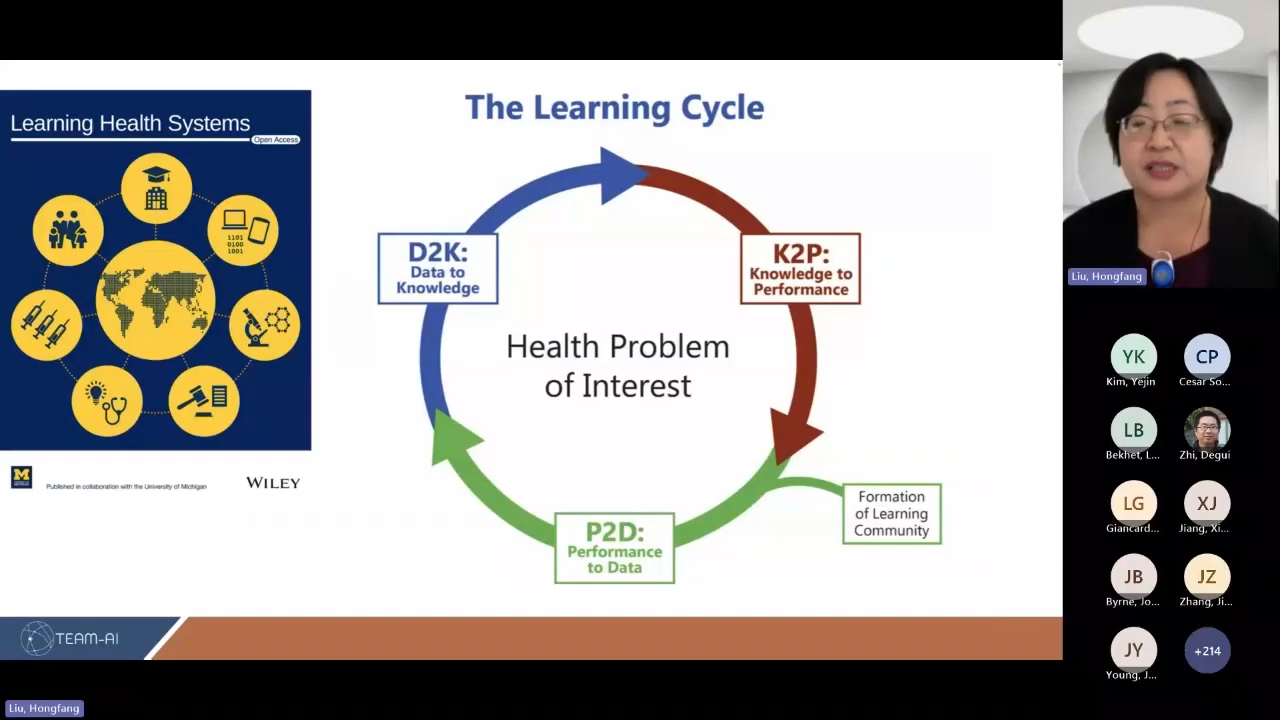 Learning Health Systems
Open Access
1101
0100
1001
M
Published in collaboration with the University of Michigan
WILEY
The Learning Cycle
D2K:
Data to
Knowledge
K2P:
Knowledge to
Performance
Health Problem
of Interest
P2D:
Performance
to Data
Formation
of Learning
Community
TEAM-AI
Liu, Hongfang
Liu, Hongfang
YK
Kim, Yejin
CP
Cesar So...
LB
Bekhet, L...
Zhi, Degui
LG
Giancard...
XJ
Jiang, Xi...
JB
Byrne, Jo...
JZ
Zhang, Ji...
JY
Young, J...
+214